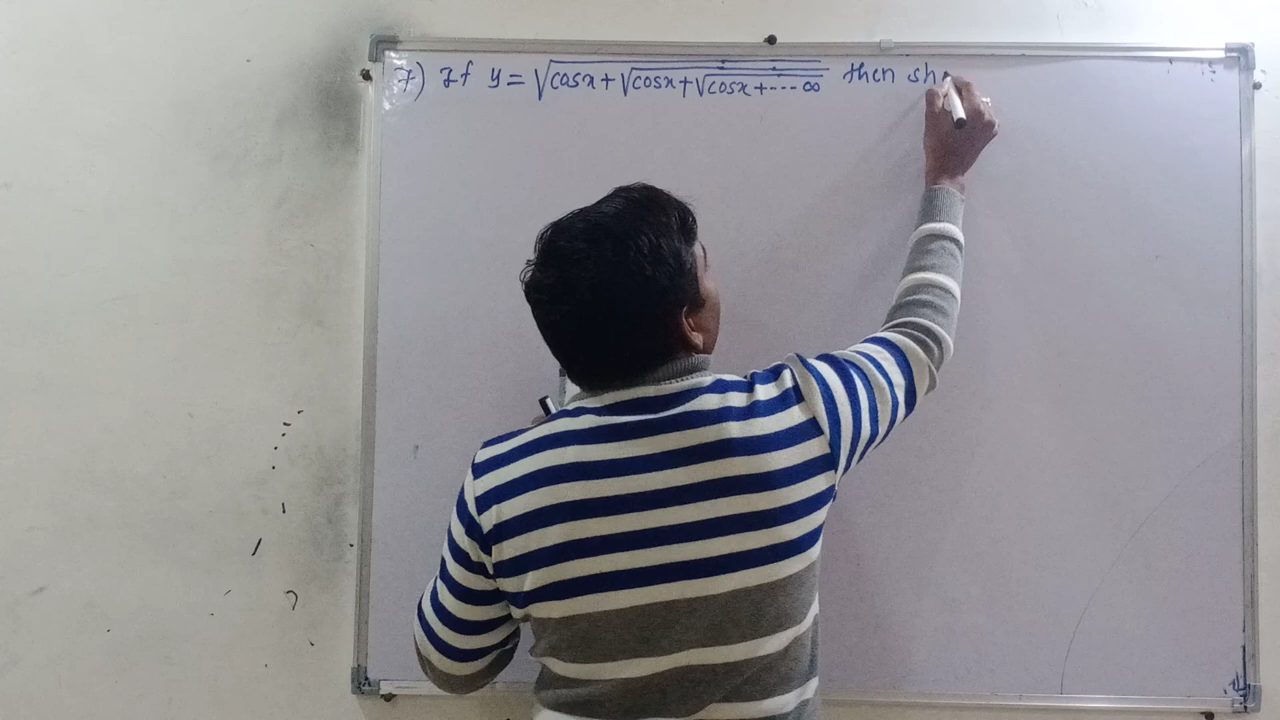 7) If y = √cosx + √cosx + √cosx + ---- ∞ then sh